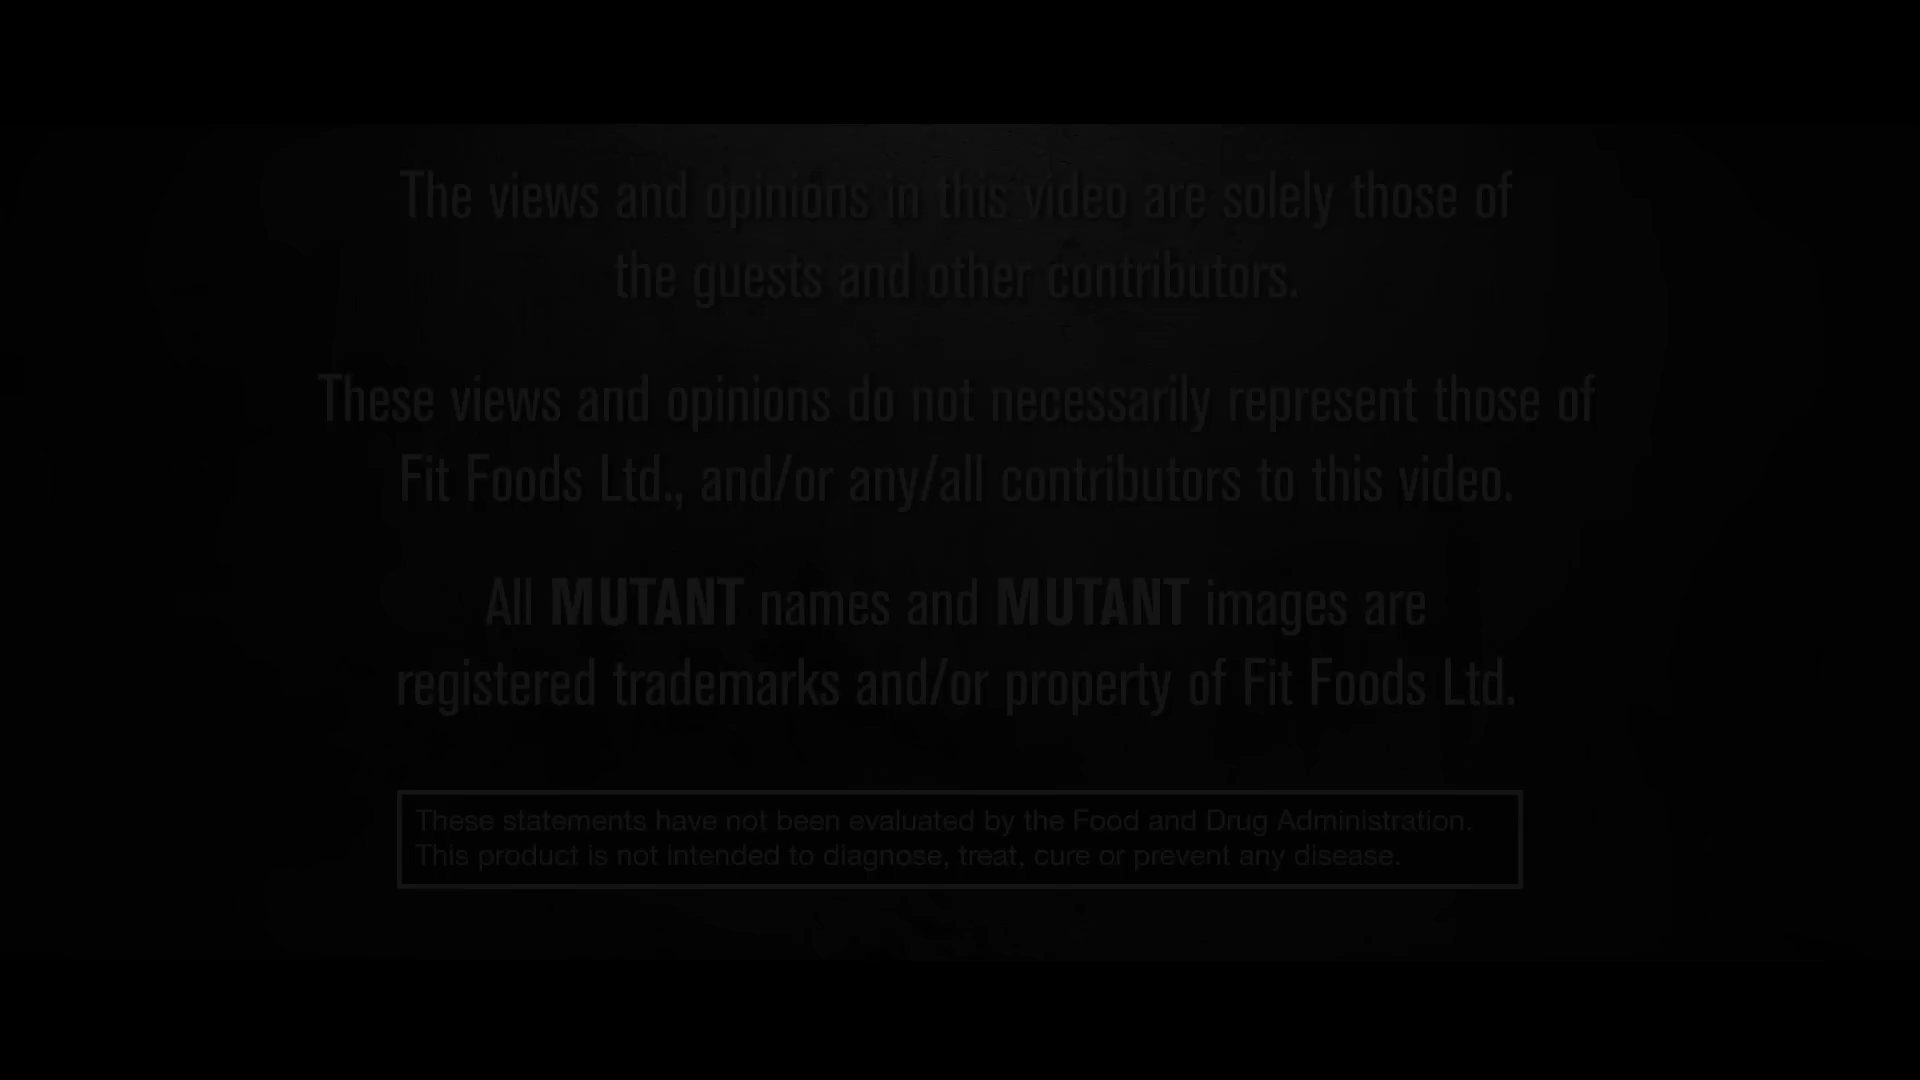 The views and opinions in this video are solely those of
the guests and other contributors.
These views and opinions do not necessarily represent those of
Fit Foods Ltd., and/or any/all contributors to this video.
All MUTANT names and MUTANT images are
registered trademarks and/or property of Fit Foods Ltd.
These statements have not been evaluated by the Food and Drug Administration.
This product is not intended to diagnose, treat, cure or prevent any disease.